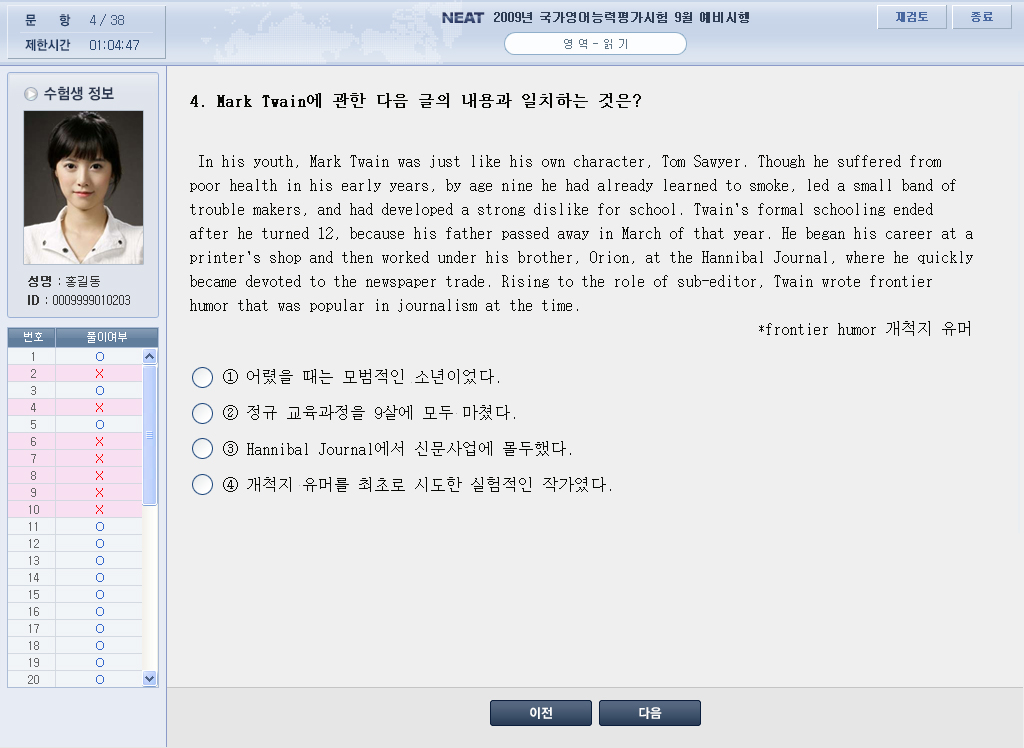 문 항 4 / 38
제한시간 01:04:47
NEAT 2009년 국가영어능력평가시험 9월 예비시행
영 역 - 읽 기
재검토
종료
수험생 정보
성명 : 홍길동
ID : 0009999010203
번호 풀이여부
1 O
2 X
3 O
4 X
5 O
6 X
7 X
8 X
9 X
10 X
11 O
12 O
13 O
14 O
15 O
16 O
17 O
18 O
19 O
20 O
4. Mark Twain에 관한 다음 글의 내용과 일치하는 것은?
In his youth, Mark Twain was just like his own character, Tom Sawyer. Though he suffered from
poor health in his early years, by age nine he had already learned to smoke, led a small band of
trouble makers, and had developed a strong dislike for school. Twain's formal schooling ended
after he turned 12, because his father passed away in March of that year. He began his career at a
printer's shop and then worked under his brother, Orion, at the Hannibal Journal, where he quickly
became devoted to the newspaper trade. Rising to the role of sub-editor, Twain wrote frontier
humor that was popular in journalism at the time.
*frontier humor 개척지 유머
① 어렸을 때는 모범적인 소년이었다.
② 정규 교육과정을 9살에 모두 마쳤다.
③ Hannibal Journal에서 신문사업에 몰두했다.
④ 개척지 유머를 최초로 시도한 실험적인 작가였다.
이전
다음